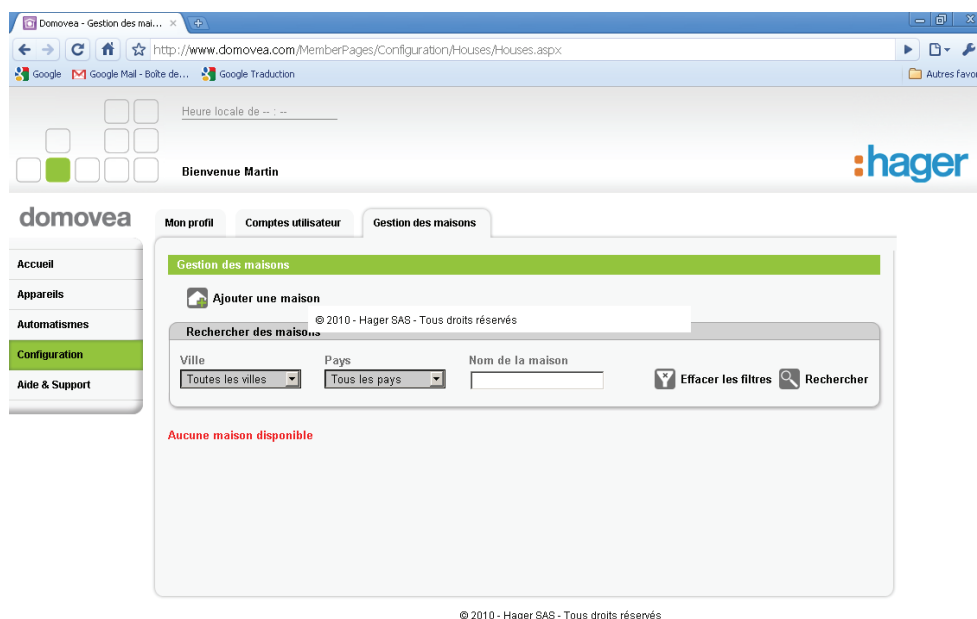 Domovea - Gestion des mai...
http://www.domovea.com/MemberPages/Configuration/Houses/Houses.aspx
Google Google Mail - Boîte de... Google Traduction Autres favor
Heure locale de -- : --
Bienvenue Martin
:hager
domovea
Mon profil Comptes utilisateur Gestion des maisons
Accueil
Appareils
Automatismes
Configuration
Aide & Support
Gestion des maisons
Ajouter une maison
© 2010 - Hager SAS - Tous droits réservés
Rechercher des maisons
Ville Pays Nom de la maison
Toutes les villes Tous les pays Effacer les filtres Rechercher
Aucune maison disponible
© 2010 - Hager SAS - Tous droits réservés